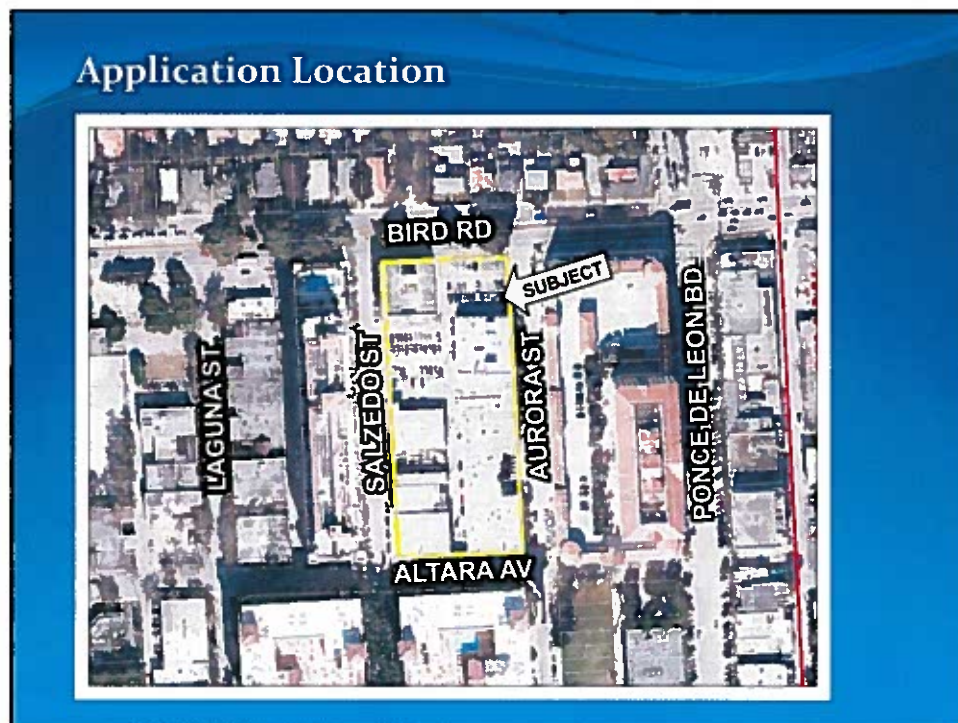 Application Location
BIRD RD
SUBJECT
LAGUNA ST.
SALZEDO ST
AURORA ST
PONCE DE LEON BD
ALTARA AV